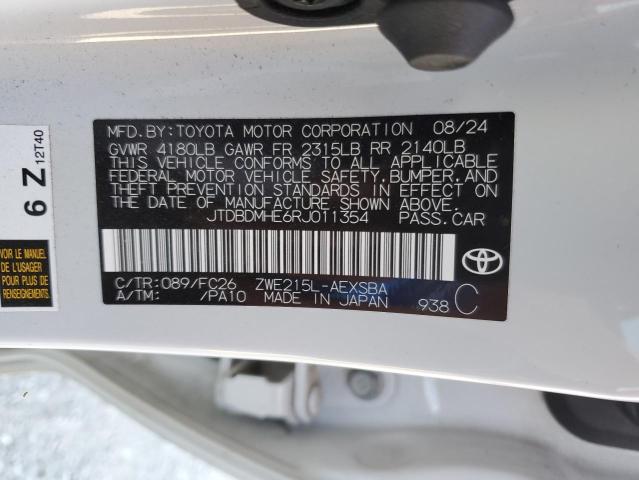 MFD.BY:TOYOTA MOTOR CORPORATION 08/24
GVWR 4180LB GAWR FR 2315LB RR 2140LB
THIS VEHICLE CONFORMS TO ALL APPLICABLE
FEDERAL MOTOR VEHICLE SAFETY,BUMPER,AND
THEFT PREVENTION STANDARDS IN EFFECT ON
THE DATE OF MANUFACTURE SHOWN ABOVE.
JTDBDMHE6RJ011354 PASS.CAR
C/TR:089/FC26 ZWE215L-AEXSBA
A/TM: /PA10 MADE IN JAPAN 938 C
6 Z 12T40
VOIR LE MANUEL
DE L'USAGER
POUR PLUS DE
RENSEIGNEMENTS.